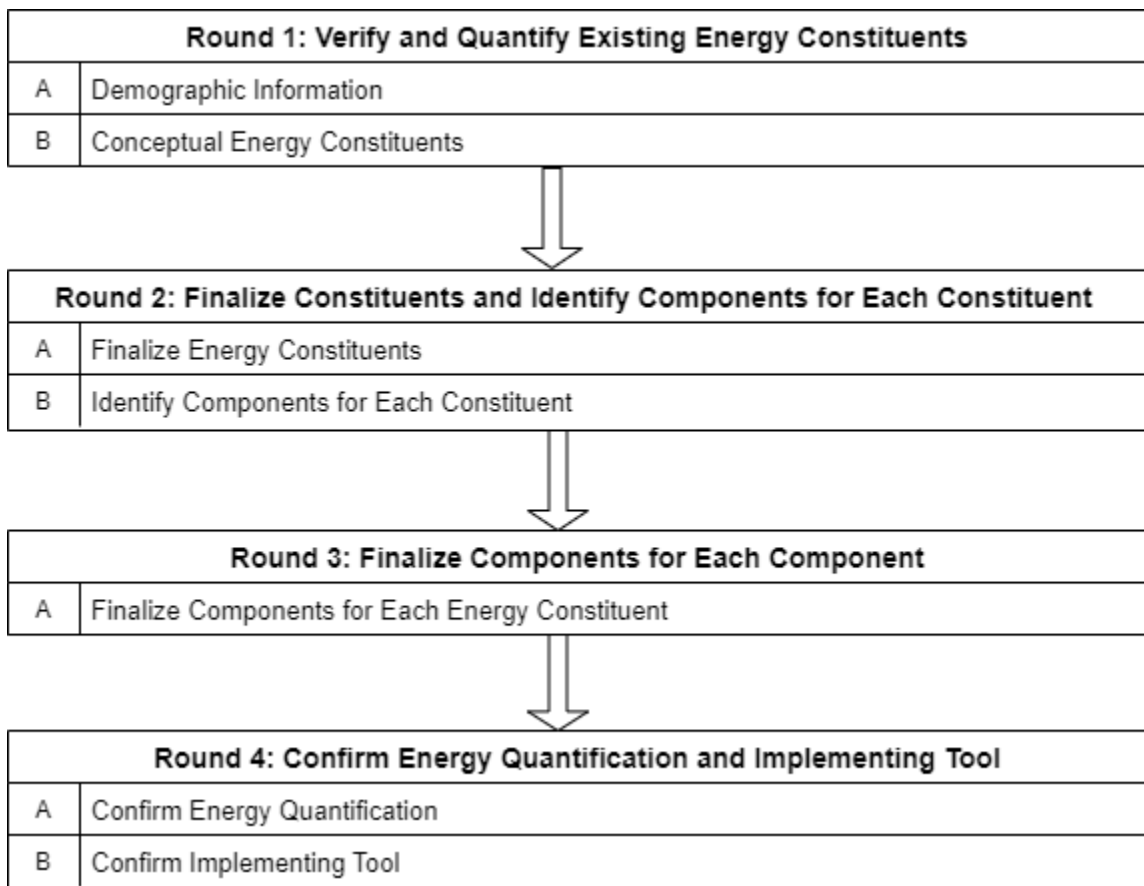 Round 1: Verify and Quantify Existing Energy Constituents
A Demographic Information
B Conceptual Energy Constituents
Round 2: Finalize Constituents and Identify Components for Each Constituent
A Finalize Energy Constituents
B Identify Components for Each Constituent
Round 3: Finalize Components for Each Component
A Finalize Components for Each Energy Constituent
Round 4: Confirm Energy Quantification and Implementing Tool
A Confirm Energy Quantification
B Confirm Implementing Tool